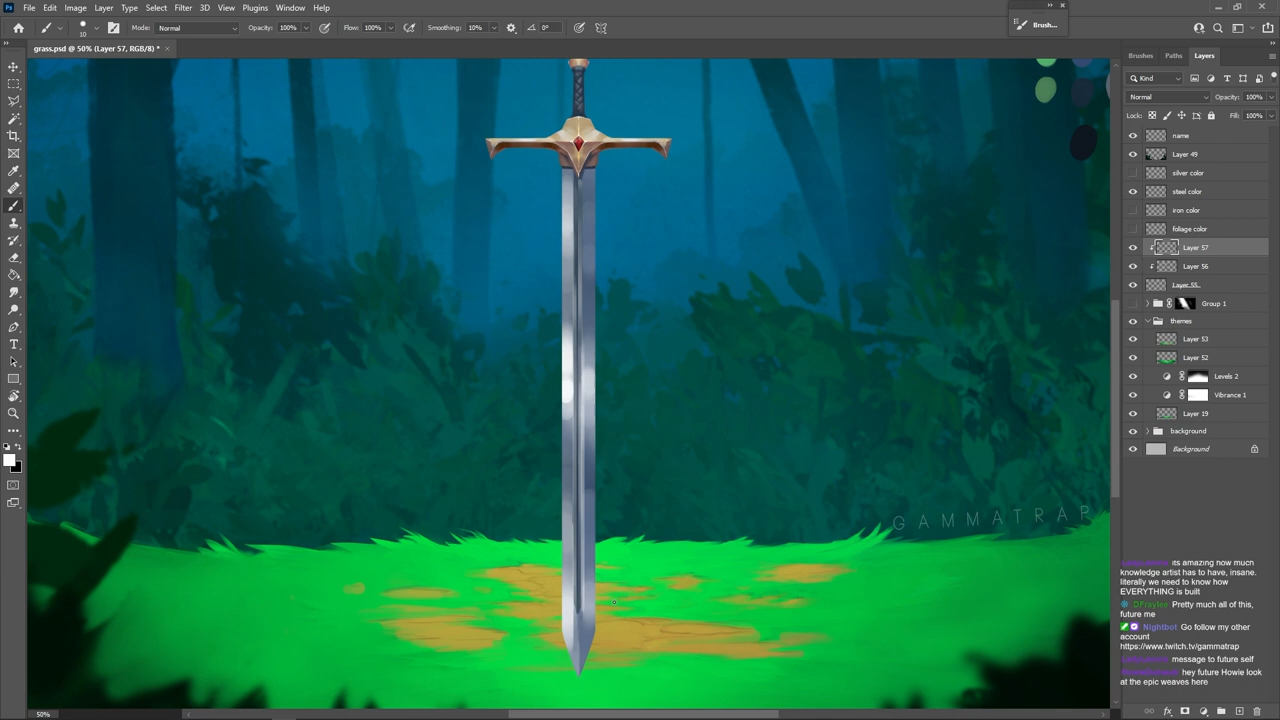 File Edit Image Layer Type Select Filter 3D View Plugins Window Help
Brush...
10 Mode: Normal Opacity: 100% Flow: 100% Smoothing: 10% 0°
grass.psd @ 50% (Layer 57, RGB/8) *
Brushes Paths Layers
Kind
Normal Opacity: 100%
Lock: Fill: 100%
name
Layer 49
silver color
steel color
iron color
foliage color
Layer 57
Layer 56
Layer 55
Group 1
themes
Layer 53
Layer 52
Levels 2
Vibrance 1
Layer 19
background
Background
GAMMATRAP
its amazing how much
knowledge artist has to have, insane.
literally we need to know how
EVERYTHING is built
DFraylee Pretty much all of this,
future me
Nightbot Go follow my other
account
https://www.twitch.tv/gammatrap
message to future self
hey future Howie look
at the epic weaves here
50%